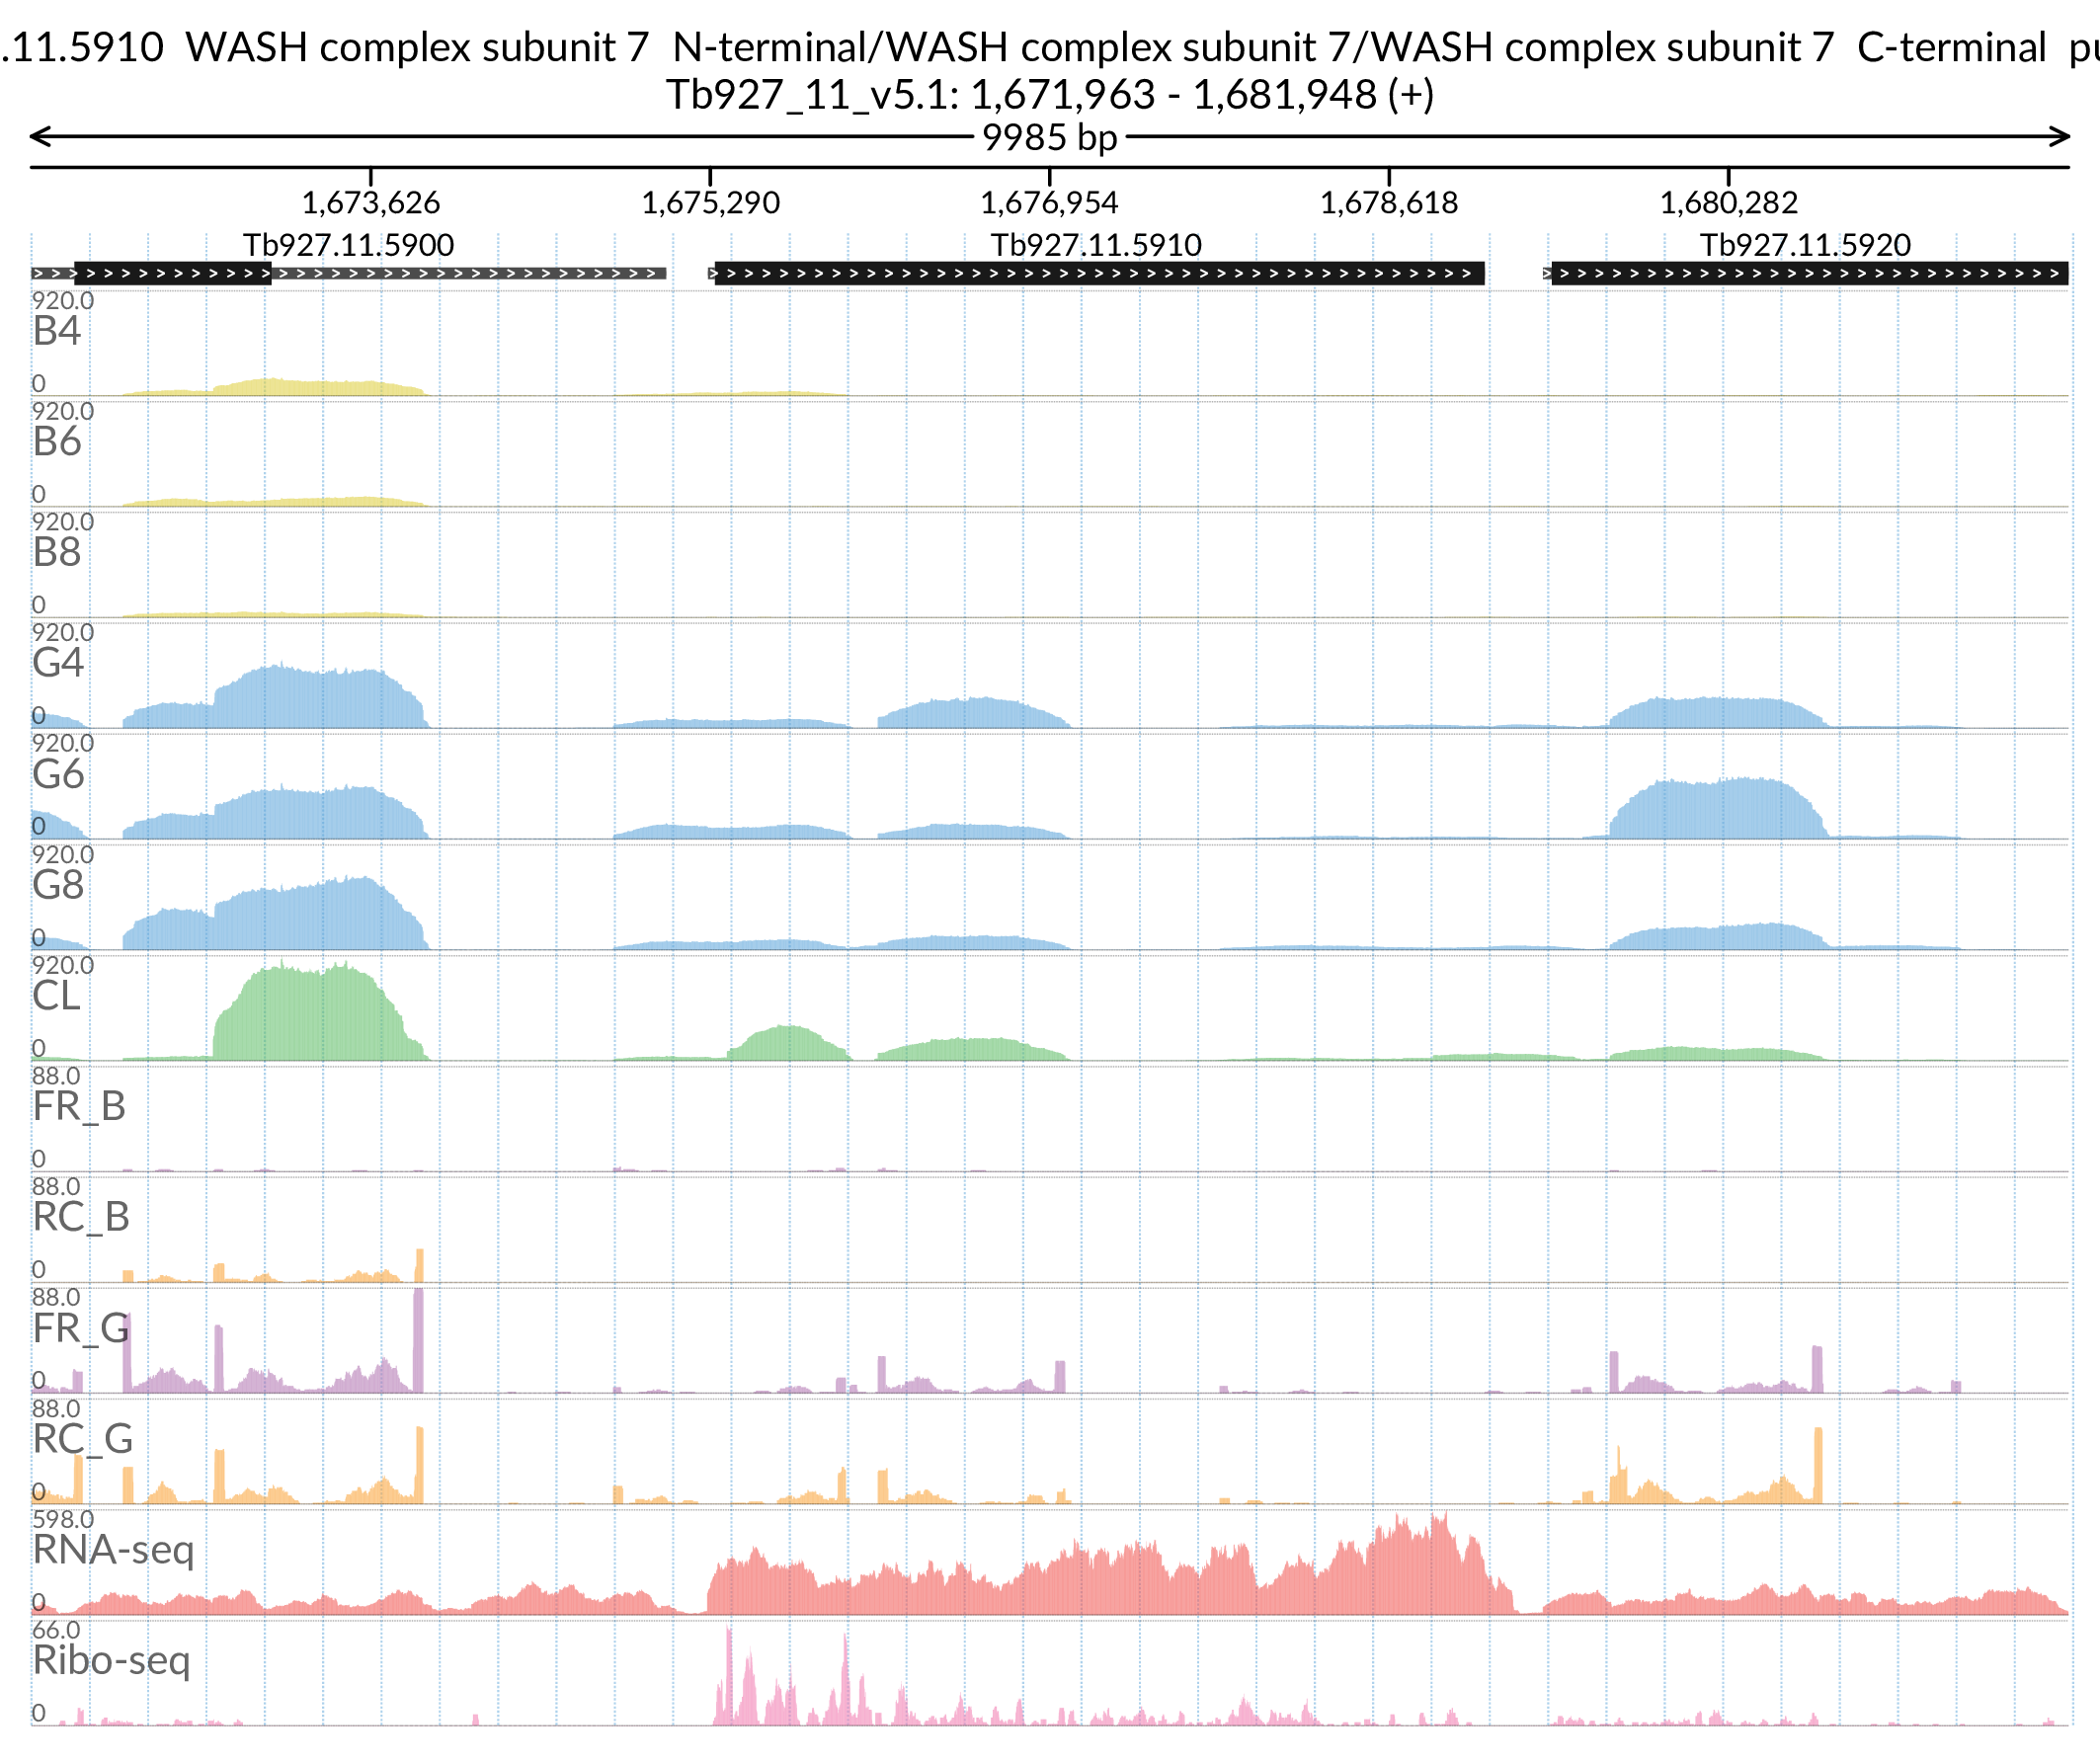 .11.5910 WASH complex subunit 7 N-terminal/WASH complex subunit 7/WASH complex subunit 7 C-terminal pu
Tb927_11_v5.1: 1,671,963 - 1,681,948 (+)
9985 bp
1,673,626 1,675,290 1,676,954 1,678,618 1,680,282
Tb927.11.5900 Tb927.11.5910 Tb927.11.5920
920.0
B4
0
920.0
B6
0
920.0
B8
0
920.0
G4
0
920.0
G6
0
920.0
G8
0
920.0
CL
0
88.0
FR_B
0
88.0
RC_B
0
88.0
FR_G
0
88.0
RC_G
0
598.0
RNA-seq
0
66.0
Ribo-seq
0